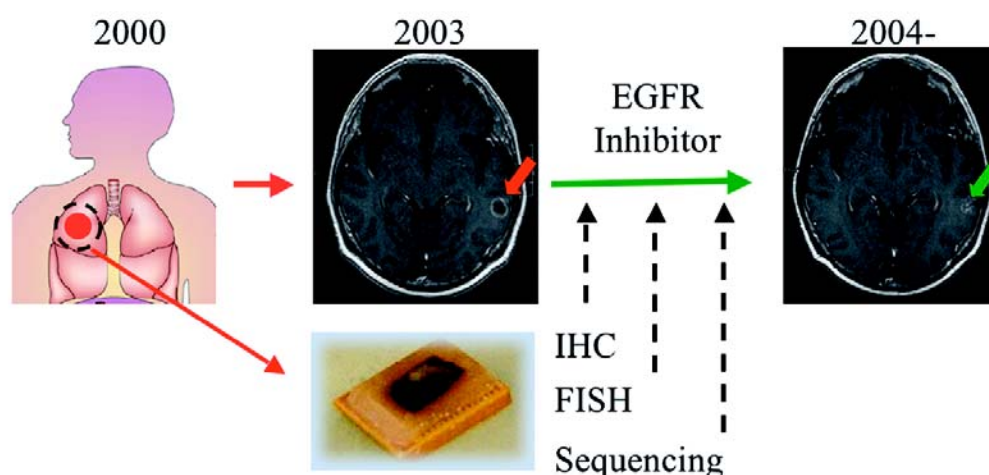 2000
2003
2004-
EGFR
Inhibitor
IHC
FISH
Sequencing